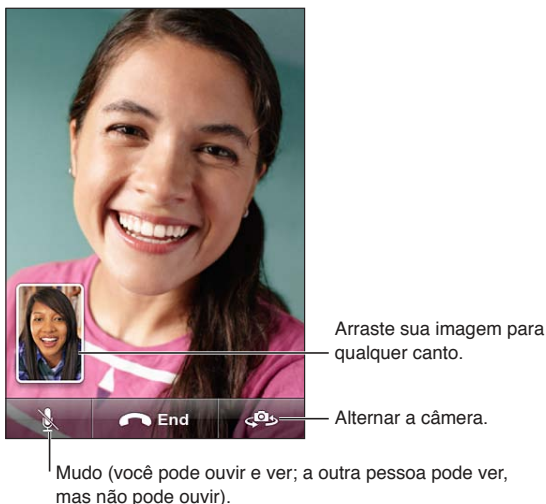 Arraste sua imagem para
qualquer canto.
End
Alternar a câmera.
Mudo (você pode ouvir e ver; a outra pessoa pode ver,
mas não pode ouvir).